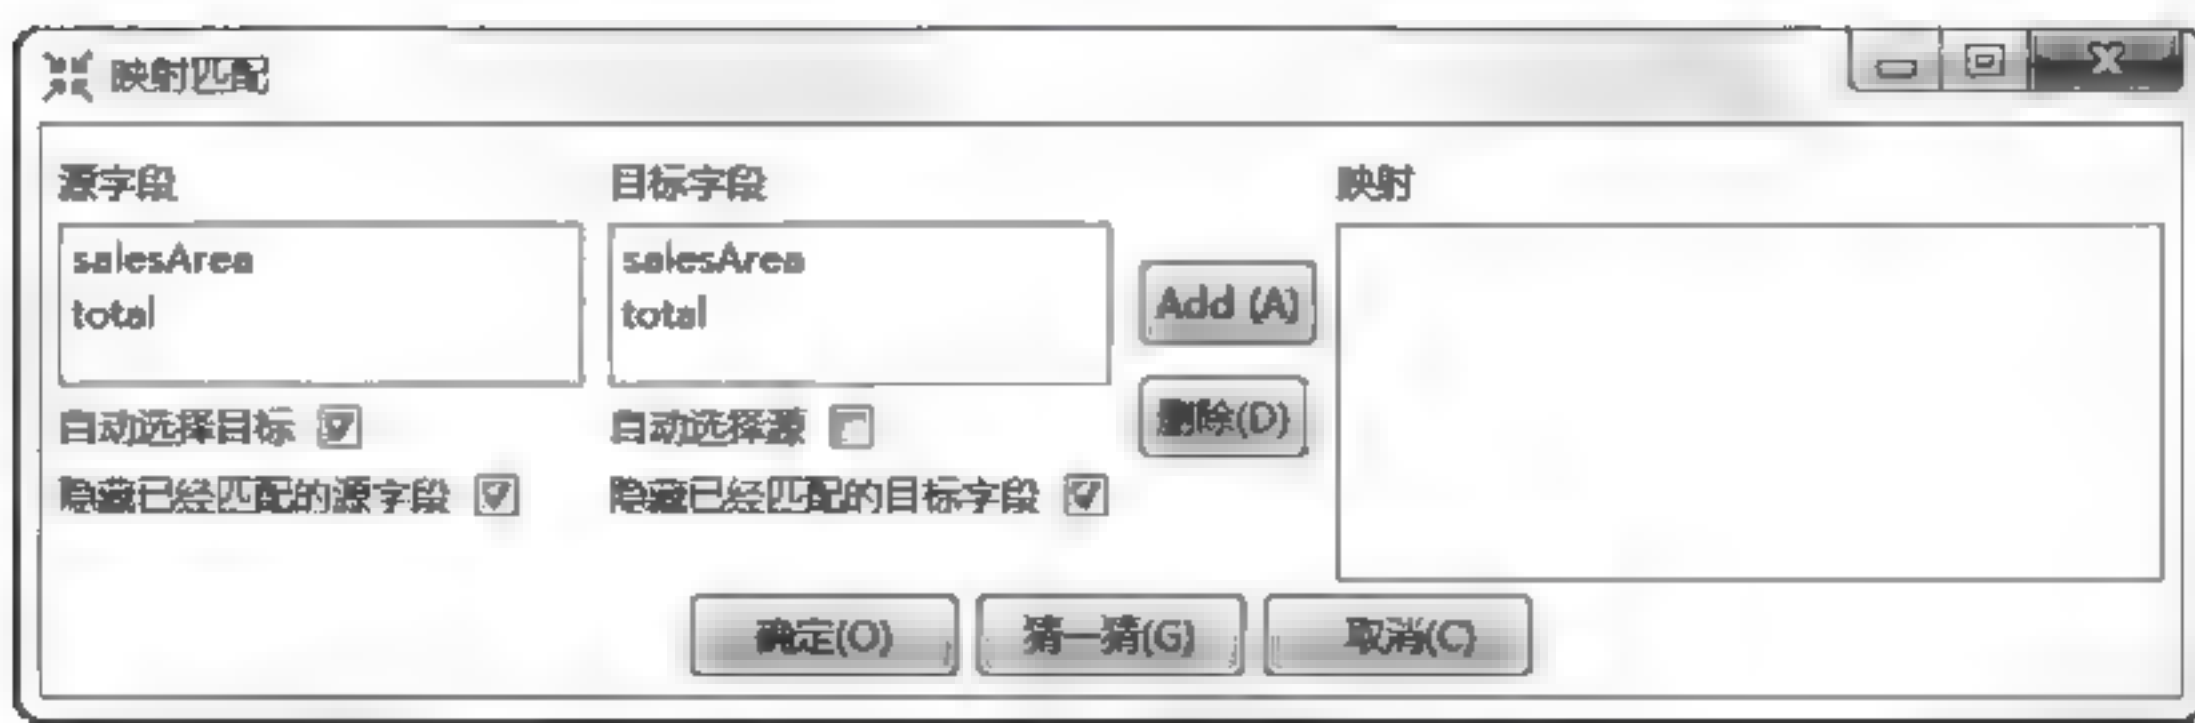 映射匹配
源字段 目标字段 映射
salesArea salesArea
total total
Add (A)
删除(D)
自动选择目标 自动选择源
隐藏已经匹配的源字段 隐藏已经匹配的目标字段
确定(O) 猜一猜(G) 取消(C)